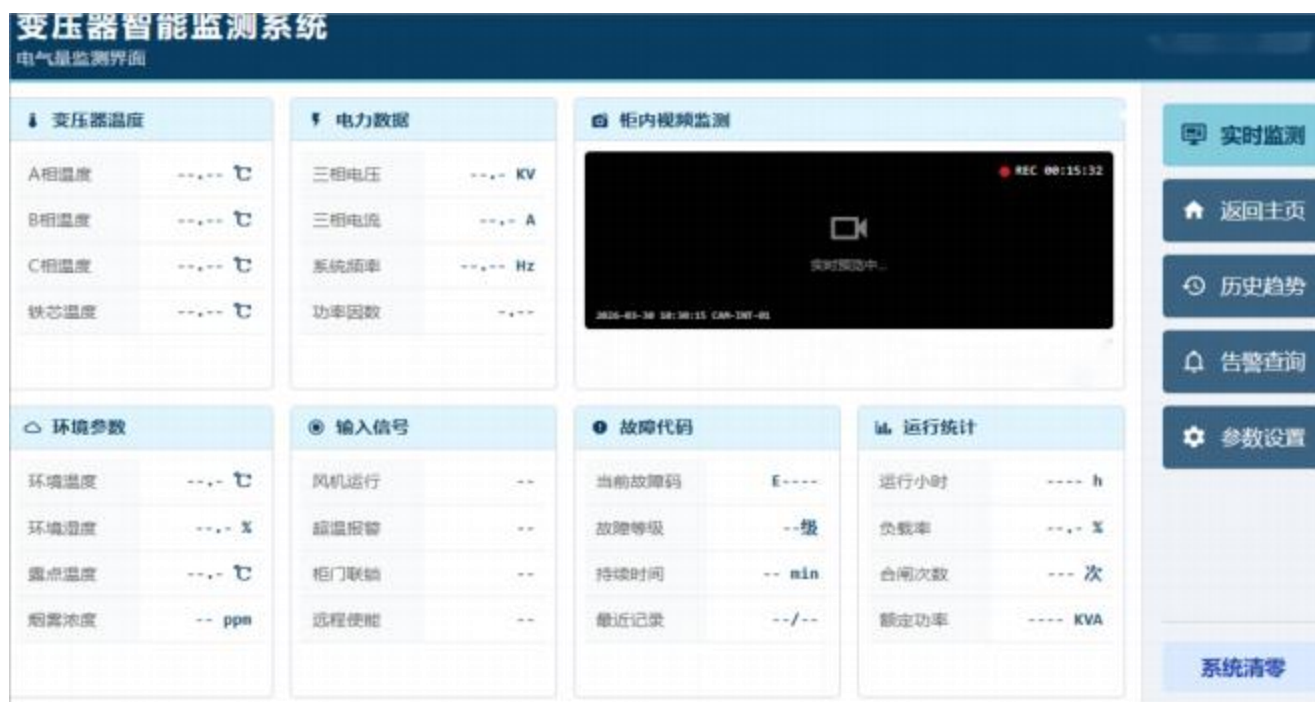 变压器智能监测系统
电气量监测界面
变压器温度
A相温度 --.-- ℃
B相温度 --.-- ℃
C相温度 --.-- ℃
铁芯温度 --.-- ℃
电力数据
三相电压 --.- KV
三相电流 --.- A
系统频率 --.-- Hz
功率因数 -.--
柜内视频监测
REC 00:15:32
实时预览中...
2026-03-30 10:30:15 CAM-INT-01
环境参数
环境温度 --.- ℃
环境湿度 --.- %
露点温度 --.- ℃
烟雾浓度 -- ppm
输入信号
风机运行 --
超温报警 --
柜门联锁 --
远程使能 --
故障代码
当前故障码 E----
故障等级 --级
持续时间 -- min
最近记录 --/--
运行统计
运行小时 ---- h
负载率 --.- %
合闸次数 --- 次
额定功率 ---- KVA
实时监测
返回主页
历史趋势
告警查询
参数设置
系统清零